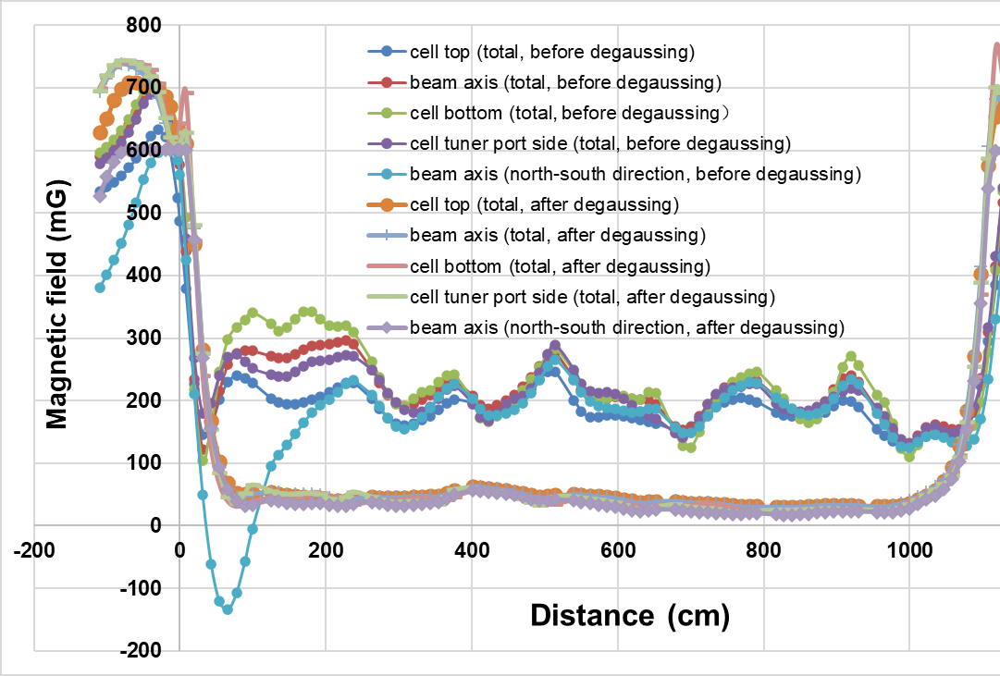 800
700
600
500
400
300
200
100
0
-100
-200
Magnetic field (mG)
cell top (total, before degaussing)
beam axis (total, before degaussing)
cell bottom (total, before degaussing）
cell tuner port side (total, before degaussing)
beam axis (north-south direction, before degaussing)
cell top (total, after degaussing)
beam axis (total, after degaussing)
cell bottom (total, after degaussing)
cell tuner port side (total, after degaussing)
beam axis (north-south direction, after degaussing)
-200 0 200 400 600 800 1000
Distance (cm)